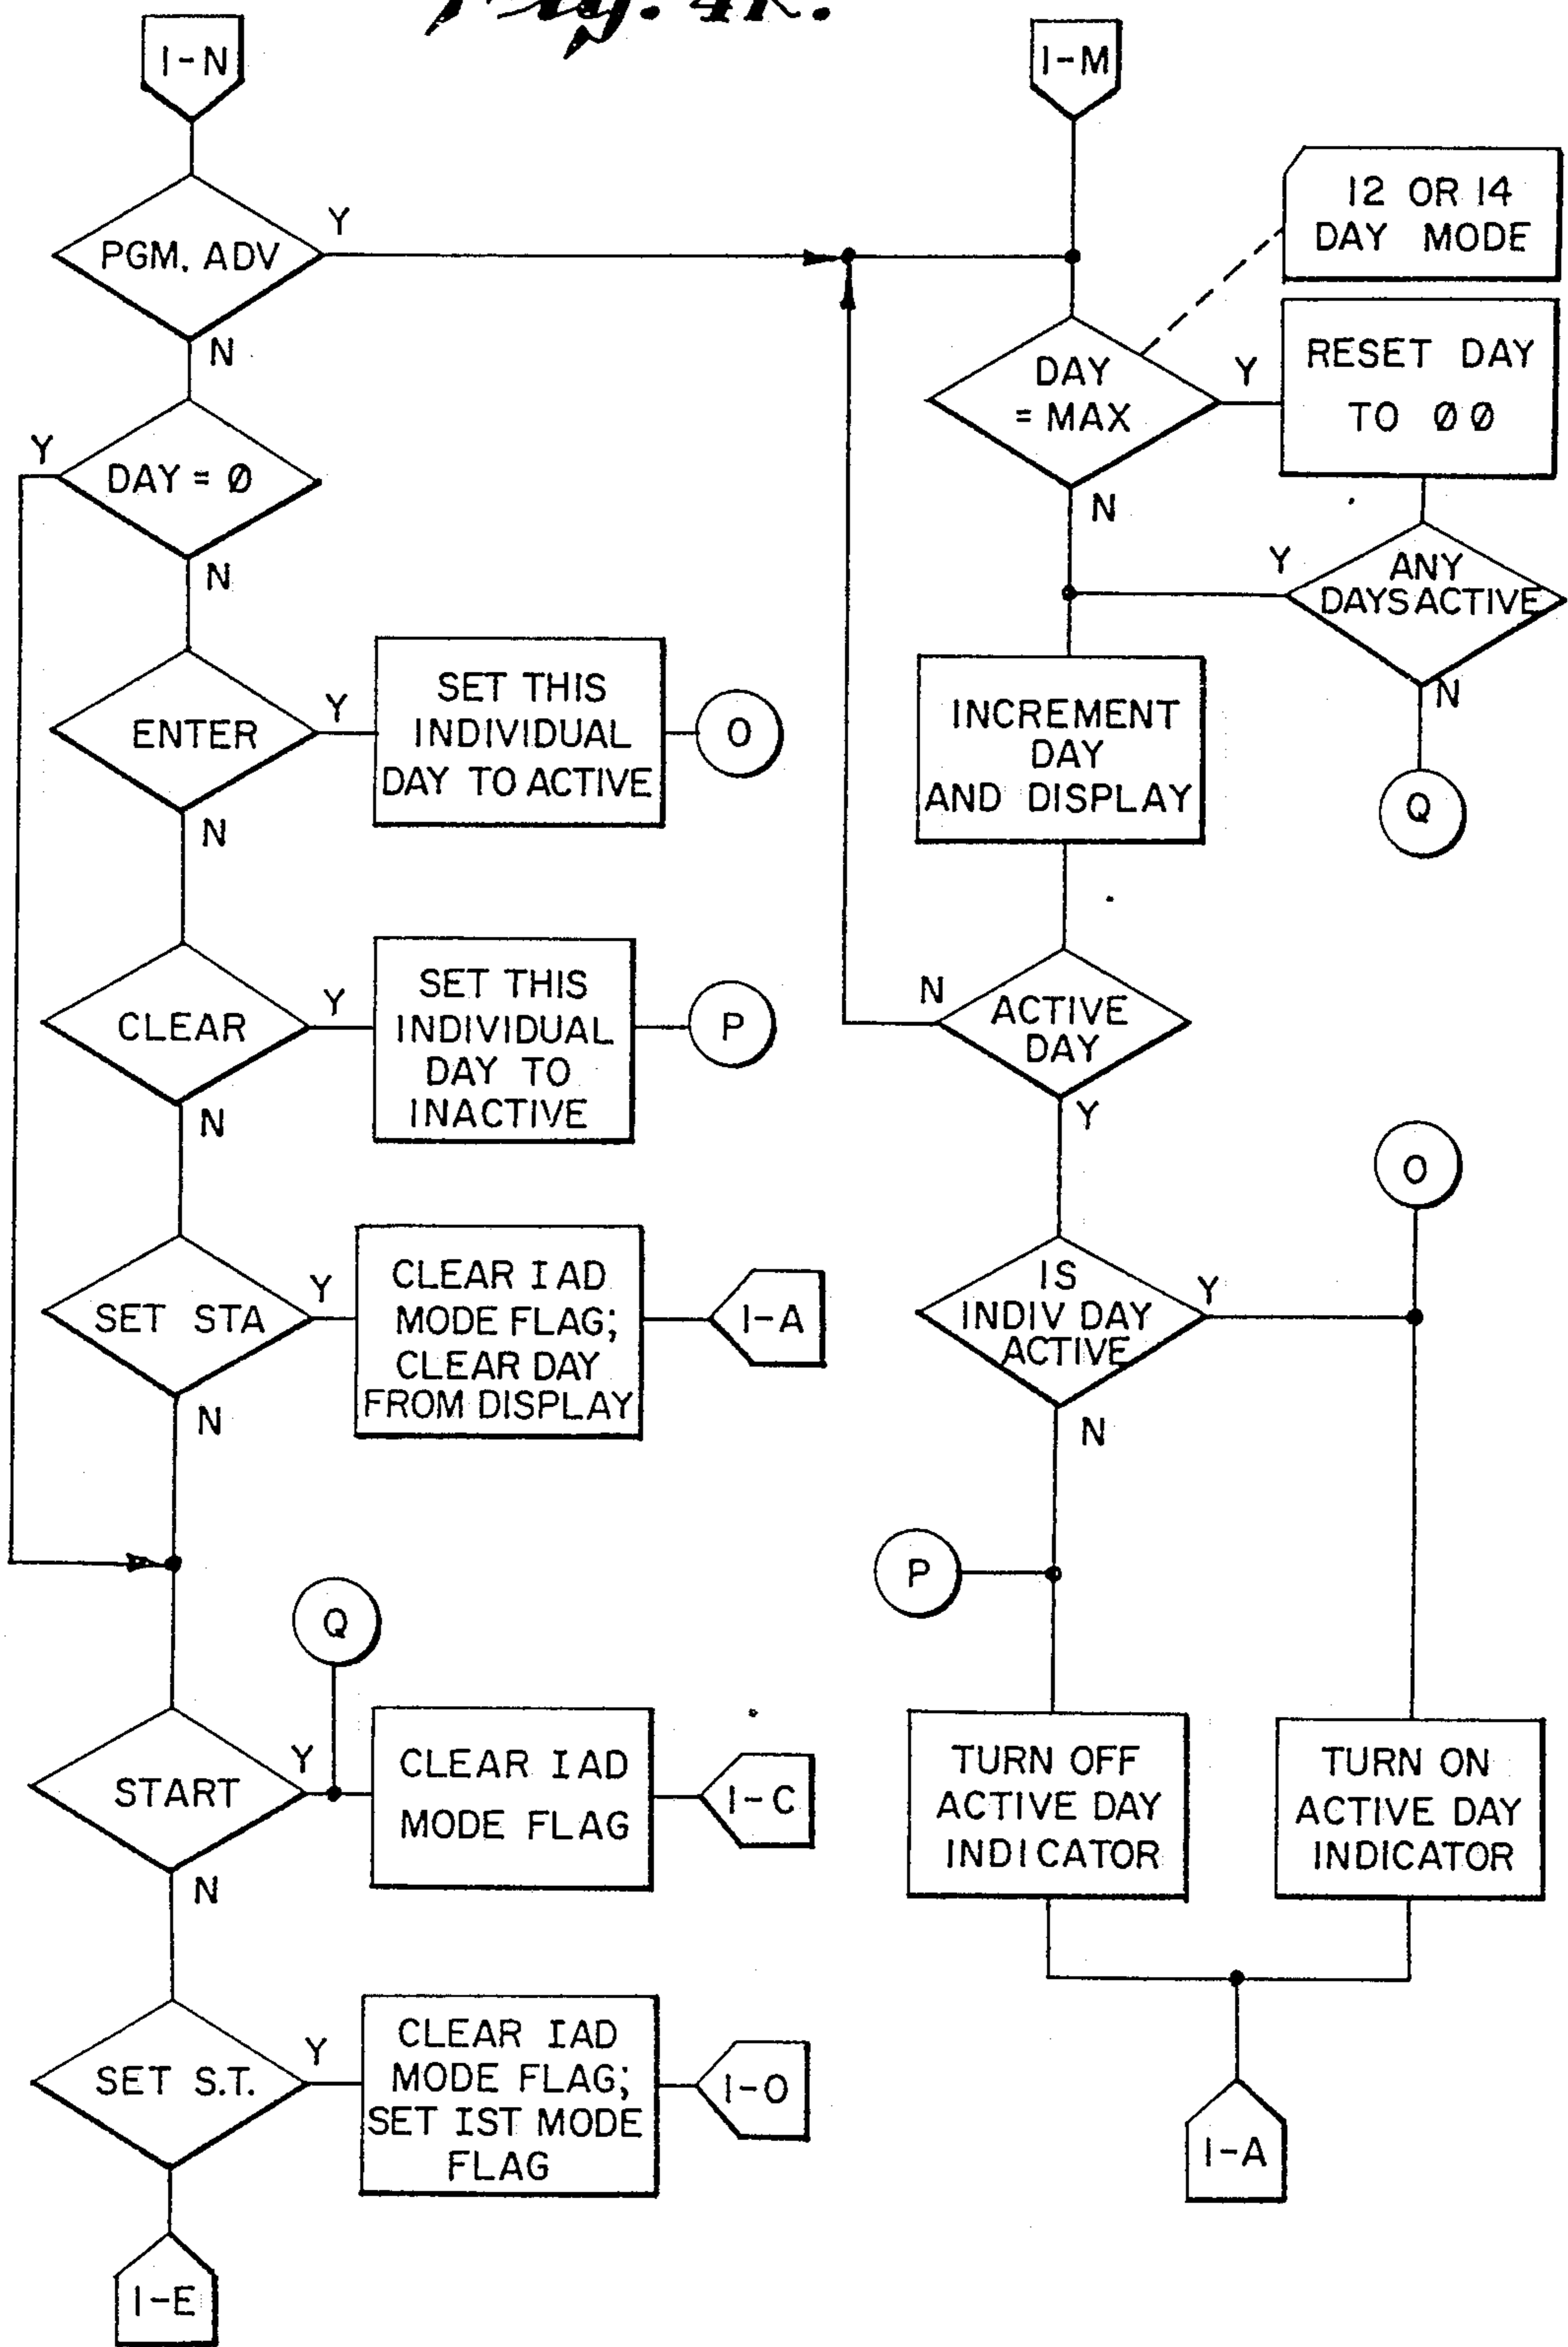 Fig. 4K.
I-N
PGM. ADV
Y
N
DAY = Ø
Y
N
ENTER
Y
SET THIS
INDIVIDUAL
DAY TO ACTIVE
O
N
CLEAR
Y
SET THIS
INDIVIDUAL
DAY TO
INACTIVE
P
N
SET STA
Y
CLEAR IAD
MODE FLAG;
CLEAR DAY
FROM DISPLAY
I-A
N
Q
START
Y
CLEAR IAD
MODE FLAG
I-C
N
SET S.T.
Y
CLEAR IAD
MODE FLAG;
SET IST MODE
FLAG
I-O
I-E
I-M
12 OR 14
DAY MODE
DAY
= MAX
Y
RESET DAY
TO ØØ
N
Y
ANY
DAYS ACTIVE
N
Q
INCREMENT
DAY
AND DISPLAY
N
ACTIVE
DAY
Y
O
IS
INDIV DAY
ACTIVE
Y
N
P
TURN OFF
ACTIVE DAY
INDICATOR
TURN ON
ACTIVE DAY
INDICATOR
I-A